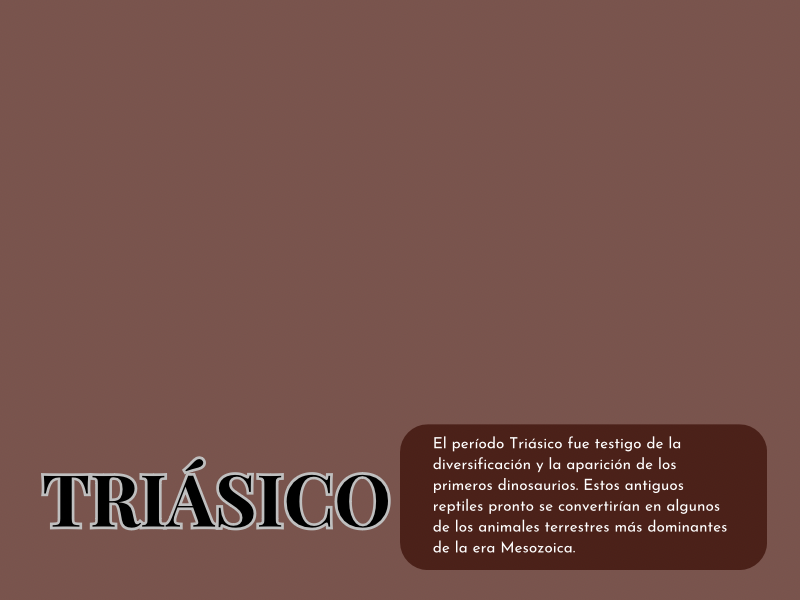 TRIÁSICO
El período Triásico fue testigo de la
diversificación y la aparición de los
primeros dinosaurios. Estos antiguos
reptiles pronto se convertirían en algunos
de los animales terrestres más dominantes
de la era Mesozoica.